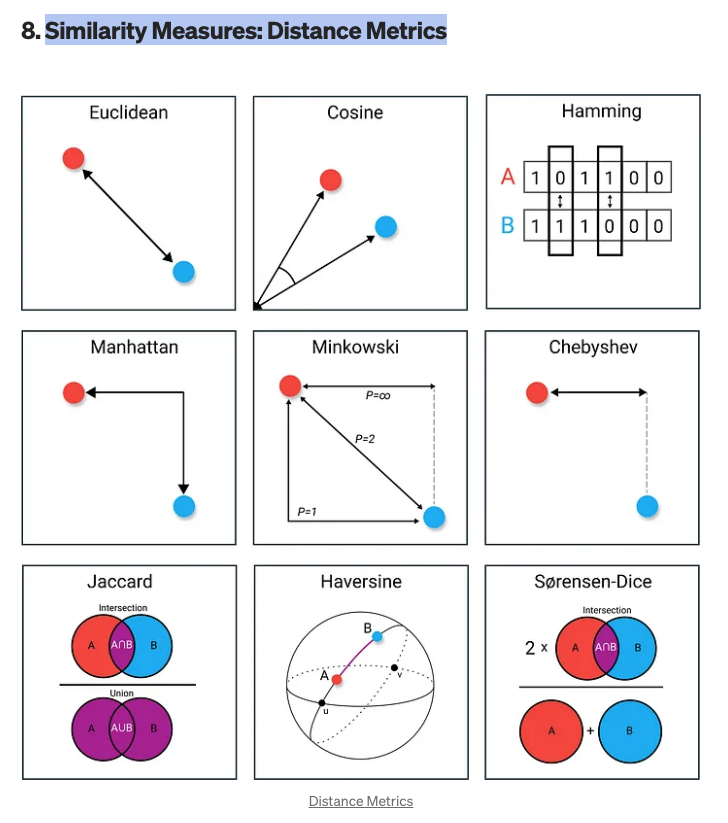 8. Similarity Measures: Distance Metrics
Euclidean
Cosine
Hamming
A 1 0 1 1 0 0
B 1 1 1 0 0 0
Manhattan
Minkowski
P=∞
P=2
P=1
Chebyshev
Jaccard
Intersection
A A∩B B
Union
A A∪B B
Haversine
B
A
v
u
Sørensen-Dice
Intersection
2 x A A∩B B
A + B
Distance Metrics